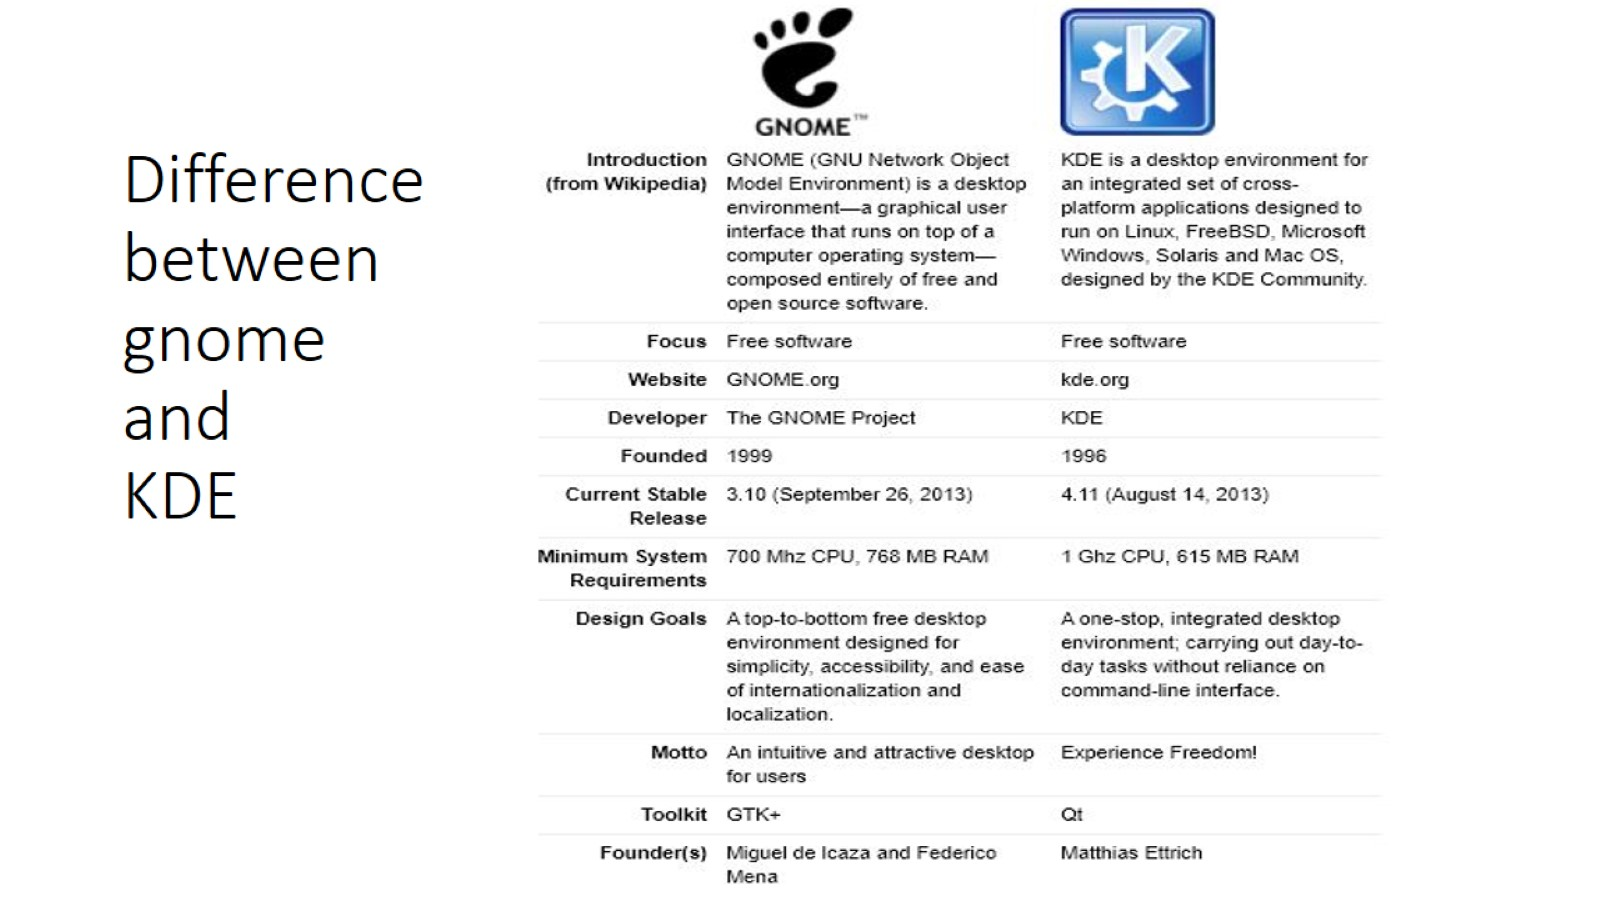 Difference
between
gnome
and
KDE
GNOME™
K
Introduction
(from Wikipedia)
GNOME (GNU Network Object
Model Environment) is a desktop
environment—a graphical user
interface that runs on top of a
computer operating system—
composed entirely of free and
open source software.
KDE is a desktop environment for
an integrated set of cross-
platform applications designed to
run on Linux, FreeBSD, Microsoft
Windows, Solaris and Mac OS,
designed by the KDE Community.
Focus Free software Free software
Website GNOME.org kde.org
Developer The GNOME Project KDE
Founded 1999 1996
Current Stable
Release
3.10 (September 26, 2013) 4.11 (August 14, 2013)
Minimum System
Requirements
700 Mhz CPU, 768 MB RAM 1 Ghz CPU, 615 MB RAM
Design Goals
A top-to-bottom free desktop
environment designed for
simplicity, accessibility, and ease
of internationalization and
localization.
A one-stop, integrated desktop
environment; carrying out day-to-
day tasks without reliance on
command-line interface.
Motto
An intuitive and attractive desktop
for users
Experience Freedom!
Toolkit GTK+ Qt
Founder(s)
Miguel de Icaza and Federico
Mena
Matthias Ettrich